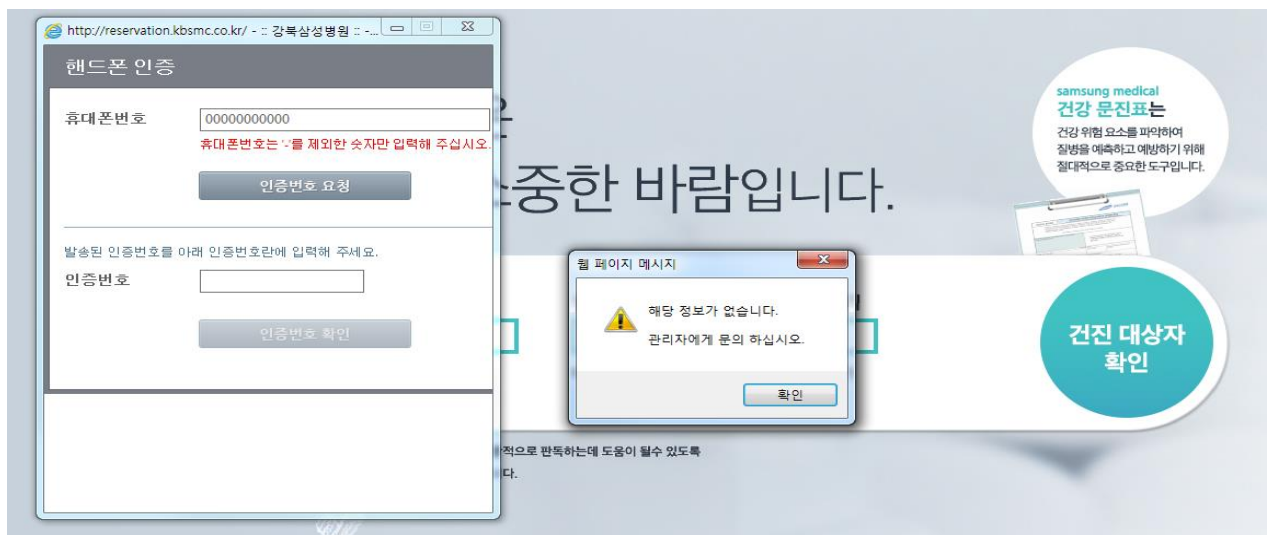 http://reservation.kbsmc.co.kr/ - :: 강북삼성병원 :: -...
핸드폰 인증
휴대폰번호
00000000000
휴대폰번호는 '-'를 제외한 숫자만 입력해 주십시오.
인증번호 요청
발송된 인증번호를 아래 인증번호란에 입력해 주세요.
인증번호
인증번호 확인
중한 바람입니다.
samsung medical
건강 문진표는
건강 위험 요소를 파악하여
질병을 예측하고 예방하기 위해
절대적으로 중요한 도구입니다.
웹 페이지 메시지
해당 정보가 없습니다.
관리자에게 문의 하십시오.
확인
건진 대상자
확인
적으로 판독하는데 도움이 될수 있도록
다.